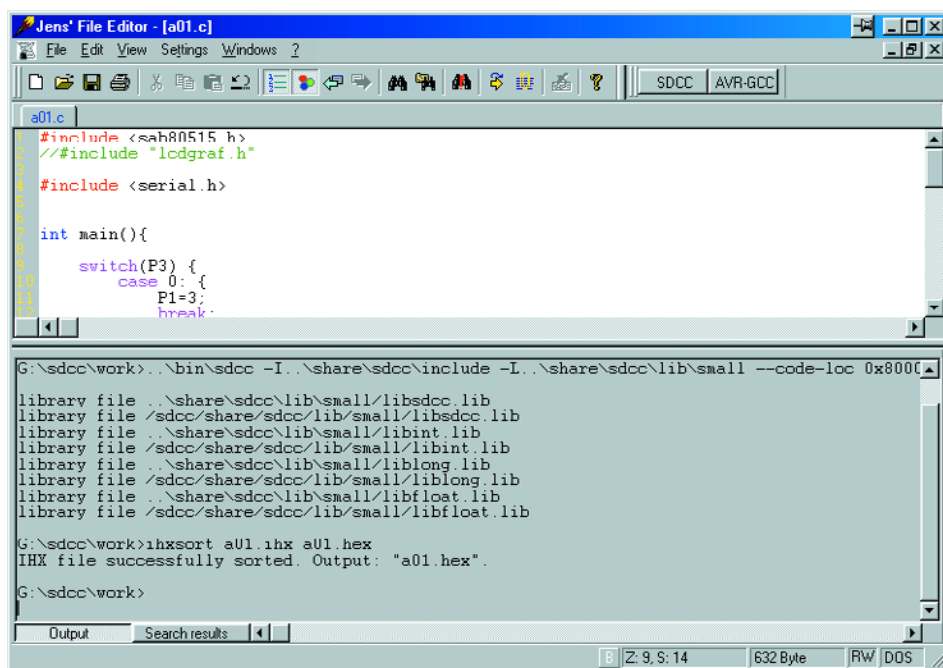 Jens' File Editor - [a01.c]
File Edit View Settings Windows ?
SDCC AVR-GCC
a01.c
1 #include <sab80515.h>
2 //#include "lcdgraf.h"
3
4 #include <serial.h>
5
6
7 int main(){
8
9 switch(P3) {
10 case 0: {
11 P1=3;
12 break;
G:\sdcc\work>..\bin\sdcc -I..\share\sdcc\include -L..\share\sdcc\lib\small --code-loc 0x800
library file ..\share\sdcc\lib\small/libsdcc.lib
library file /sdcc/share/sdcc/lib/small/libsdcc.lib
library file ..\share\sdcc\lib\small/libint.lib
library file /sdcc/share/sdcc/lib/small/libint.lib
library file ..\share\sdcc\lib\small/liblong.lib
library file /sdcc/share/sdcc/lib/small/liblong.lib
library file ..\share\sdcc\lib\small/libfloat.lib
library file /sdcc/share/sdcc/lib/small/libfloat.lib
G:\sdcc\work>ihxsort a01.ihx a01.hex
IHX file successfully sorted. Output: "a01.hex".
G:\sdcc\work>
Output Search results
B Z: 9, S: 14 632 Byte RW DOS